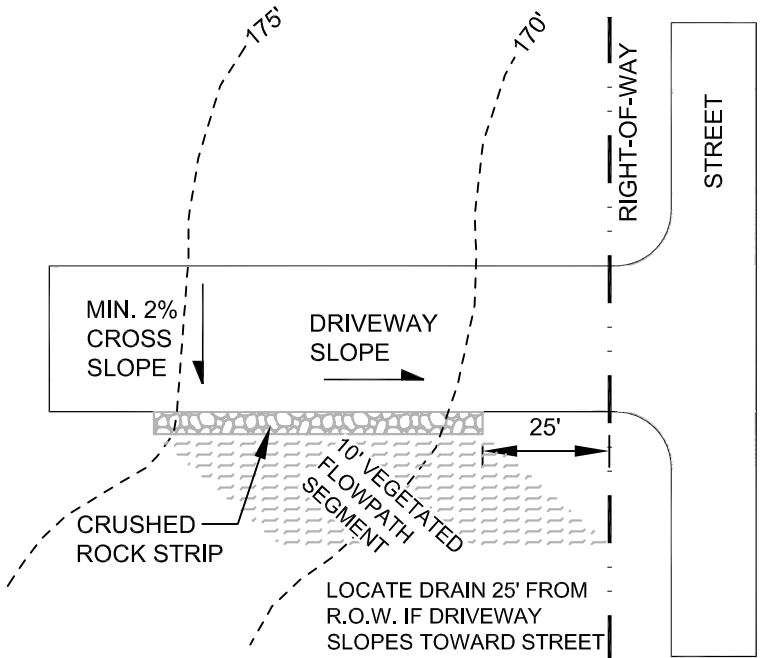 175'
170'
RIGHT-OF-WAY
STREET
MIN. 2%
CROSS
SLOPE
DRIVEWAY
SLOPE
25'
10' VEGETATED
FLOWPATH
SEGMENT
CRUSHED
ROCK STRIP
LOCATE DRAIN 25' FROM
R.O.W. IF DRIVEWAY
SLOPES TOWARD STREET